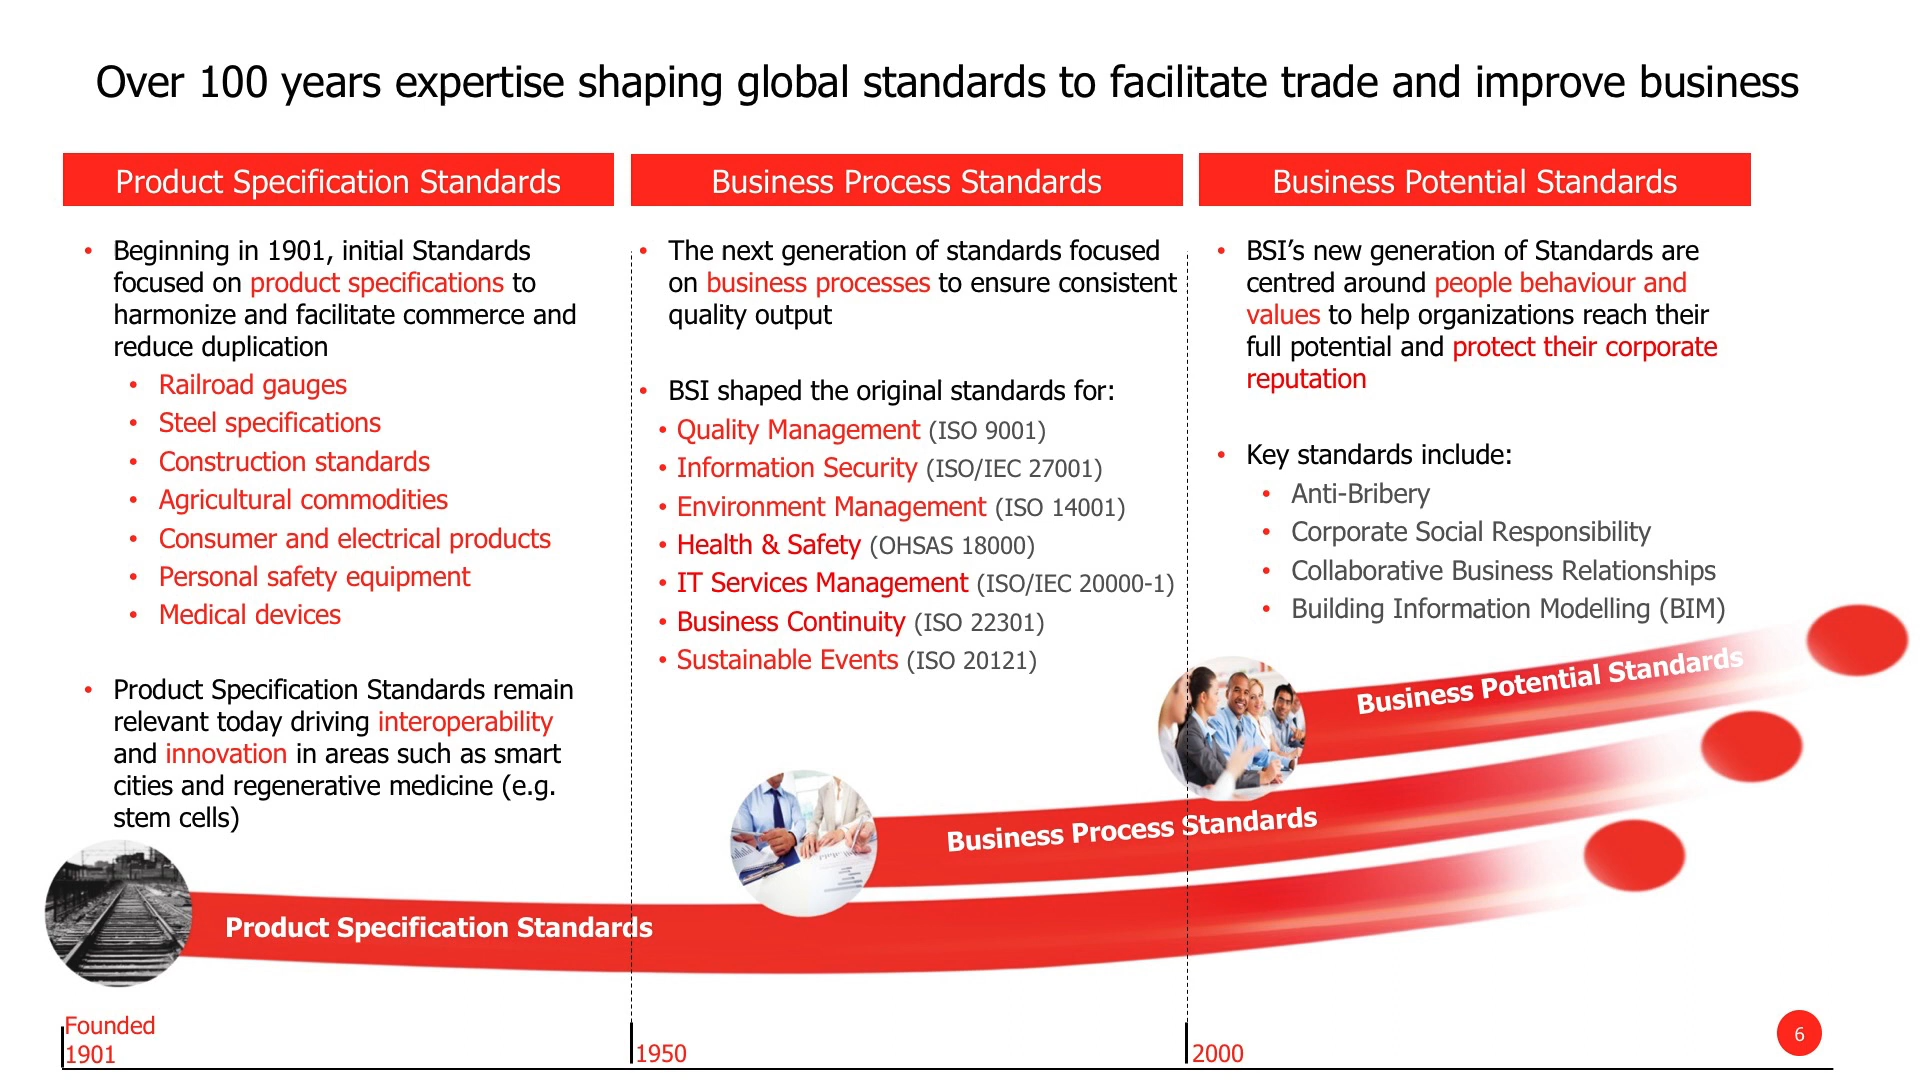 Over 100 years expertise shaping global standards to facilitate trade and improve business
Product Specification Standards
• Beginning in 1901, initial Standards
focused on product specifications to
harmonize and facilitate commerce and
reduce duplication
• Railroad gauges
• Steel specifications
• Construction standards
• Agricultural commodities
• Consumer and electrical products
• Personal safety equipment
• Medical devices
• Product Specification Standards remain
relevant today driving interoperability
and innovation in areas such as smart
cities and regenerative medicine (e.g.
stem cells)
Business Process Standards
• The next generation of standards focused
on business processes to ensure consistent
quality output
• BSI shaped the original standards for:
• Quality Management (ISO 9001)
• Information Security (ISO/IEC 27001)
• Environment Management (ISO 14001)
• Health & Safety (OHSAS 18000)
• IT Services Management (ISO/IEC 20000-1)
• Business Continuity (ISO 22301)
• Sustainable Events (ISO 20121)
Business Potential Standards
• BSI’s new generation of Standards are
centred around people behaviour and
values to help organizations reach their
full potential and protect their corporate
reputation
• Key standards include:
• Anti-Bribery
• Corporate Social Responsibility
• Collaborative Business Relationships
• Building Information Modelling (BIM)
Business Potential Standards
Business Process Standards
Product Specification Standards
Founded
1901
1950
2000
6